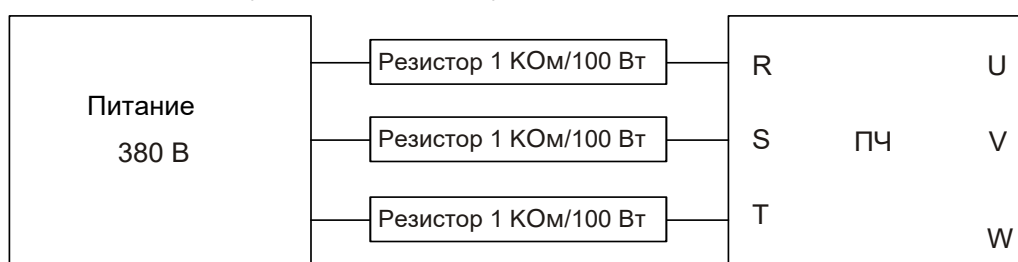 Питание
380 В
Резистор 1 КОм/100 Вт
Резистор 1 КОм/100 Вт
Резистор 1 КОм/100 Вт
R
S
T
ПЧ
U
V
W